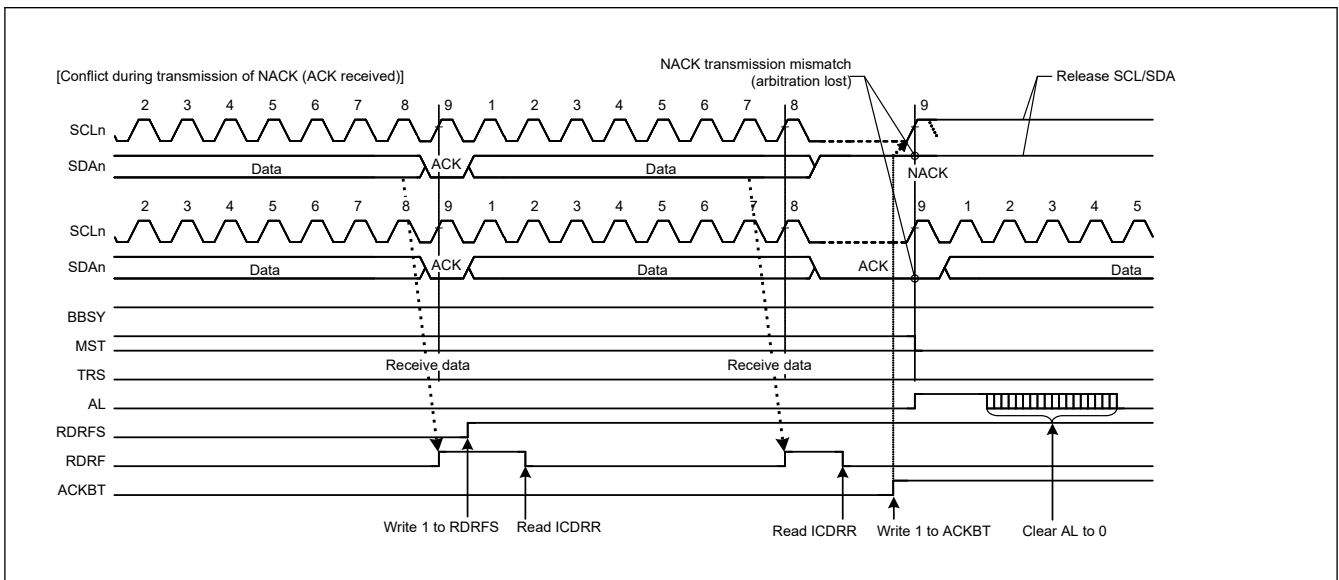 [Conflict during transmission of NACK (ACK received)]
NACK transmission mismatch
(arbitration lost)
Release SCL/SDA
2 3 4 5 6 7 8 9 1 2 3 4 5 6 7 8 9
SCLn
SDAn Data ACK Data NACK
2 3 4 5 6 7 8 9 1 2 3 4 5 6 7 8 9 1 2 3 4 5
SCLn
SDAn Data ACK Data ACK Data
BBSY
MST
Receive data Receive data
TRS
AL
RDRFS
RDRF
ACKBT
Write 1 to RDRFS Read ICDRR Read ICDRR Write 1 to ACKBT Clear AL to 0